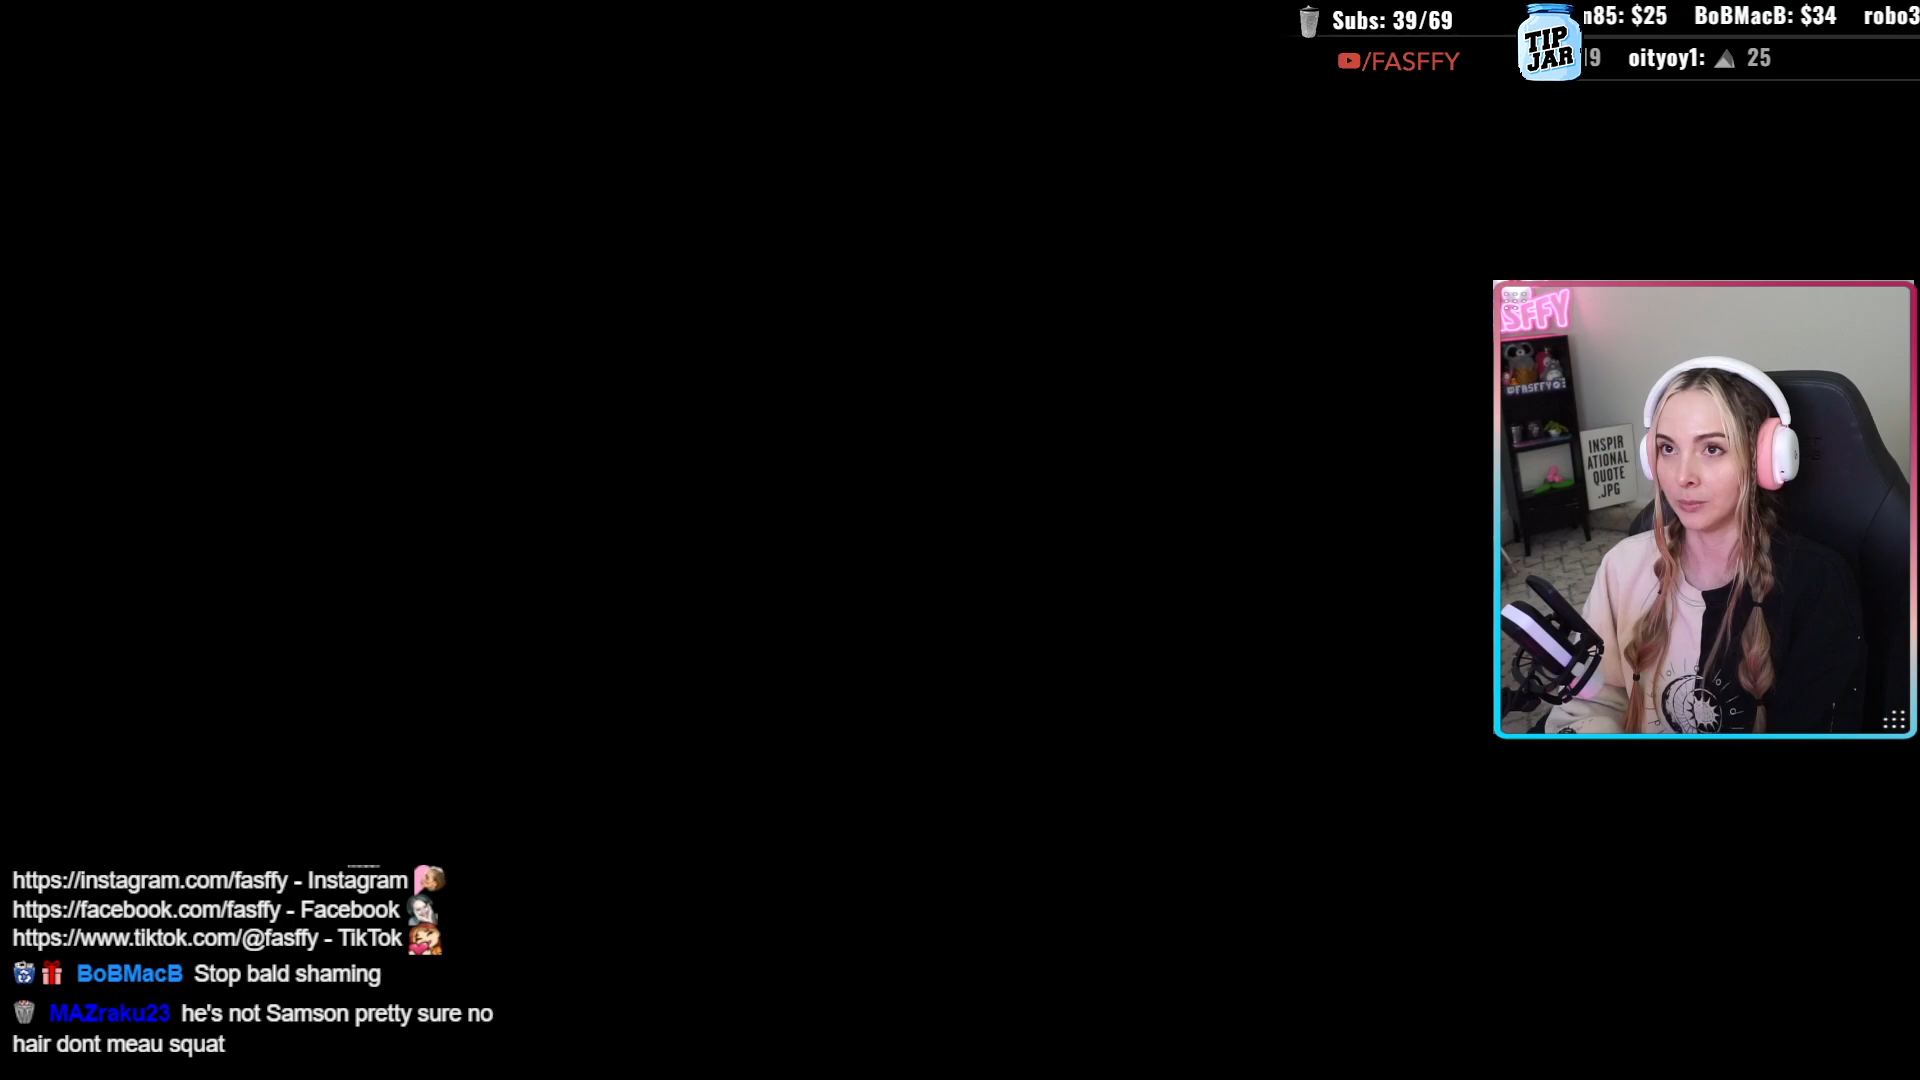 Subs: 39/69
/FASFFY
TIP
JAR
n85: $25 BoBMacB: $34 robo3
19 oityoy1: 25
SFFY
@FASFFY
INSPIR
ATIONAL
QUOTE
.JPG
https://instagram.com/fasffy - Instagram
https://facebook.com/fasffy - Facebook
https://www.tiktok.com/@fasffy - TikTok
BoBMacB Stop bald shaming
MAZraku23 he's not Samson pretty sure no
hair dont meau squat